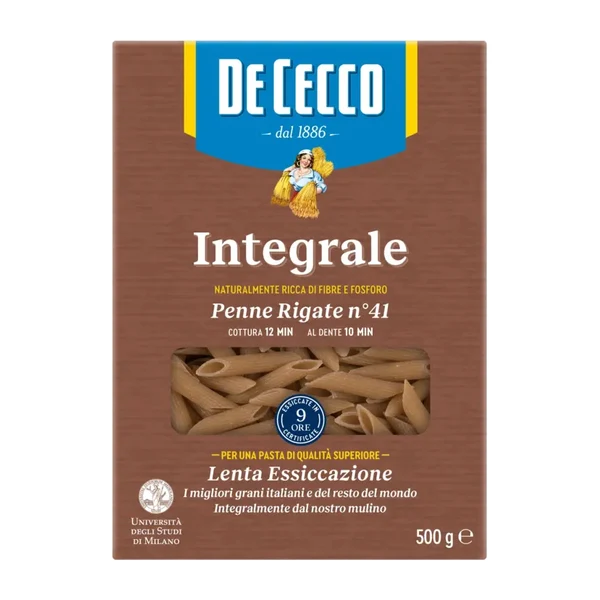 DE CECCO
dal 1886
Integrale
NATURALMENTE RICCA DI FIBRE E FOSFORO
Penne Rigate n°41
COTTURA 12 MIN AL DENTE 10 MIN
ESSICCATE IN
9
ORE
CERTIFICATE
PER UNA PASTA DI QUALITÀ SUPERIORE
Lenta Essiccazione
I migliori grani italiani e del resto del mondo
Integralmente dal nostro mulino
UNIVERSITÀ
DEGLI STUDI
DI MILANO
500 g ℮